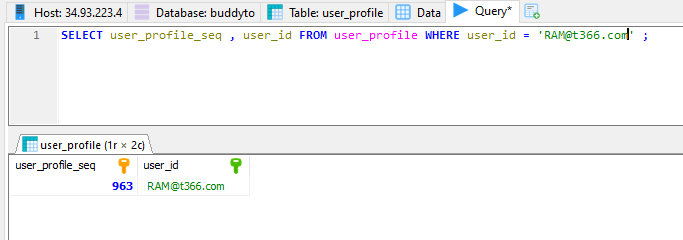 Host: 34.93.223.4 Database: buddyto Table: user_profile Data Query*
1 SELECT user_profile_seq , user_id FROM user_profile WHERE user_id = 'RAM@t366.com' ;
user_profile (1r × 2c)
user_profile_seq user_id
963 RAM@t366.com